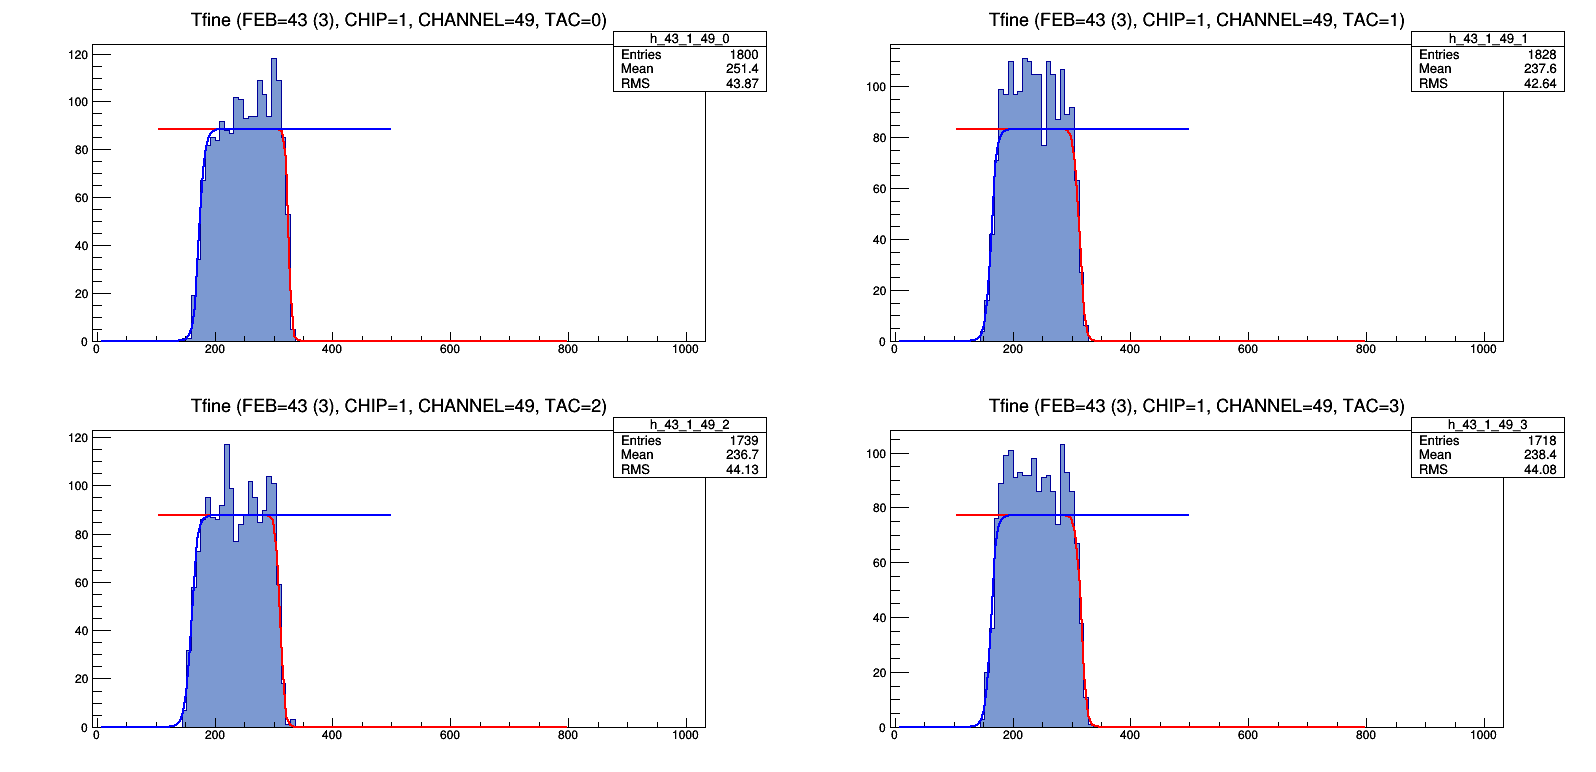 Tfine (FEB=43 (3), CHIP=1, CHANNEL=49, TAC=0)
h_43_1_49_0
Entries 1800
Mean 251.4
RMS 43.87
120
100
80
60
40
20
0
0 200 400 600 800 1000
Tfine (FEB=43 (3), CHIP=1, CHANNEL=49, TAC=1)
h_43_1_49_1
Entries 1828
Mean 237.6
RMS 42.64
100
80
60
40
20
0
0 200 400 600 800 1000
Tfine (FEB=43 (3), CHIP=1, CHANNEL=49, TAC=2)
h_43_1_49_2
Entries 1739
Mean 236.7
RMS 44.13
120
100
80
60
40
20
0
0 200 400 600 800 1000
Tfine (FEB=43 (3), CHIP=1, CHANNEL=49, TAC=3)
h_43_1_49_3
Entries 1718
Mean 238.4
RMS 44.08
100
80
60
40
20
0
0 200 400 600 800 1000